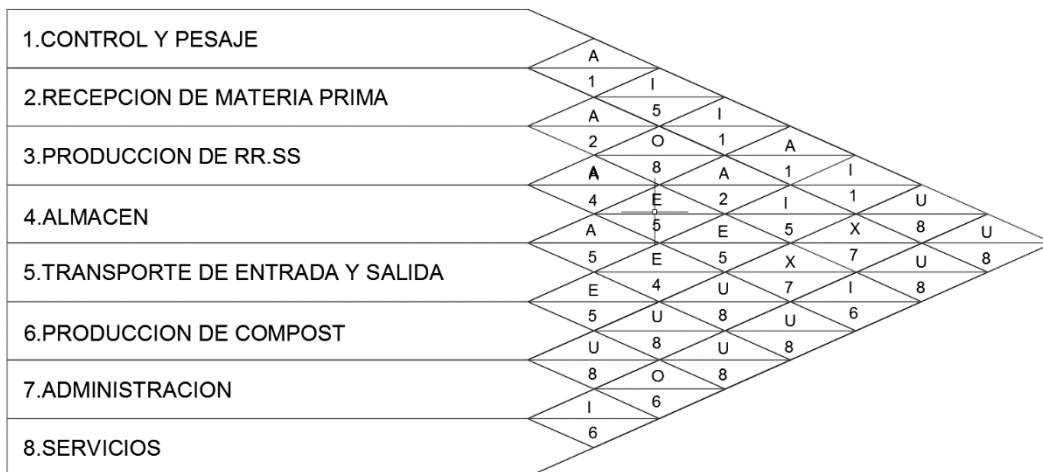 1.CONTROL Y PESAJE
A
1 I
2.RECEPCION DE MATERIA PRIMA
A 5 I
2 O 1 A
3.PRODUCCION DE RR.SS
A 8 A 1 I
4 E 2 I 1 U
4.ALMACEN
A 5 E 5 X 8 U
5 E 5 X 7 U 8
5.TRANSPORTE DE ENTRADA Y SALIDA
E 4 U 7 I 8
5 U 8 U 6
6.PRODUCCION DE COMPOST
U 8 U 8
8 O 8
7.ADMINISTRACION
I 6
6
8.SERVICIOS